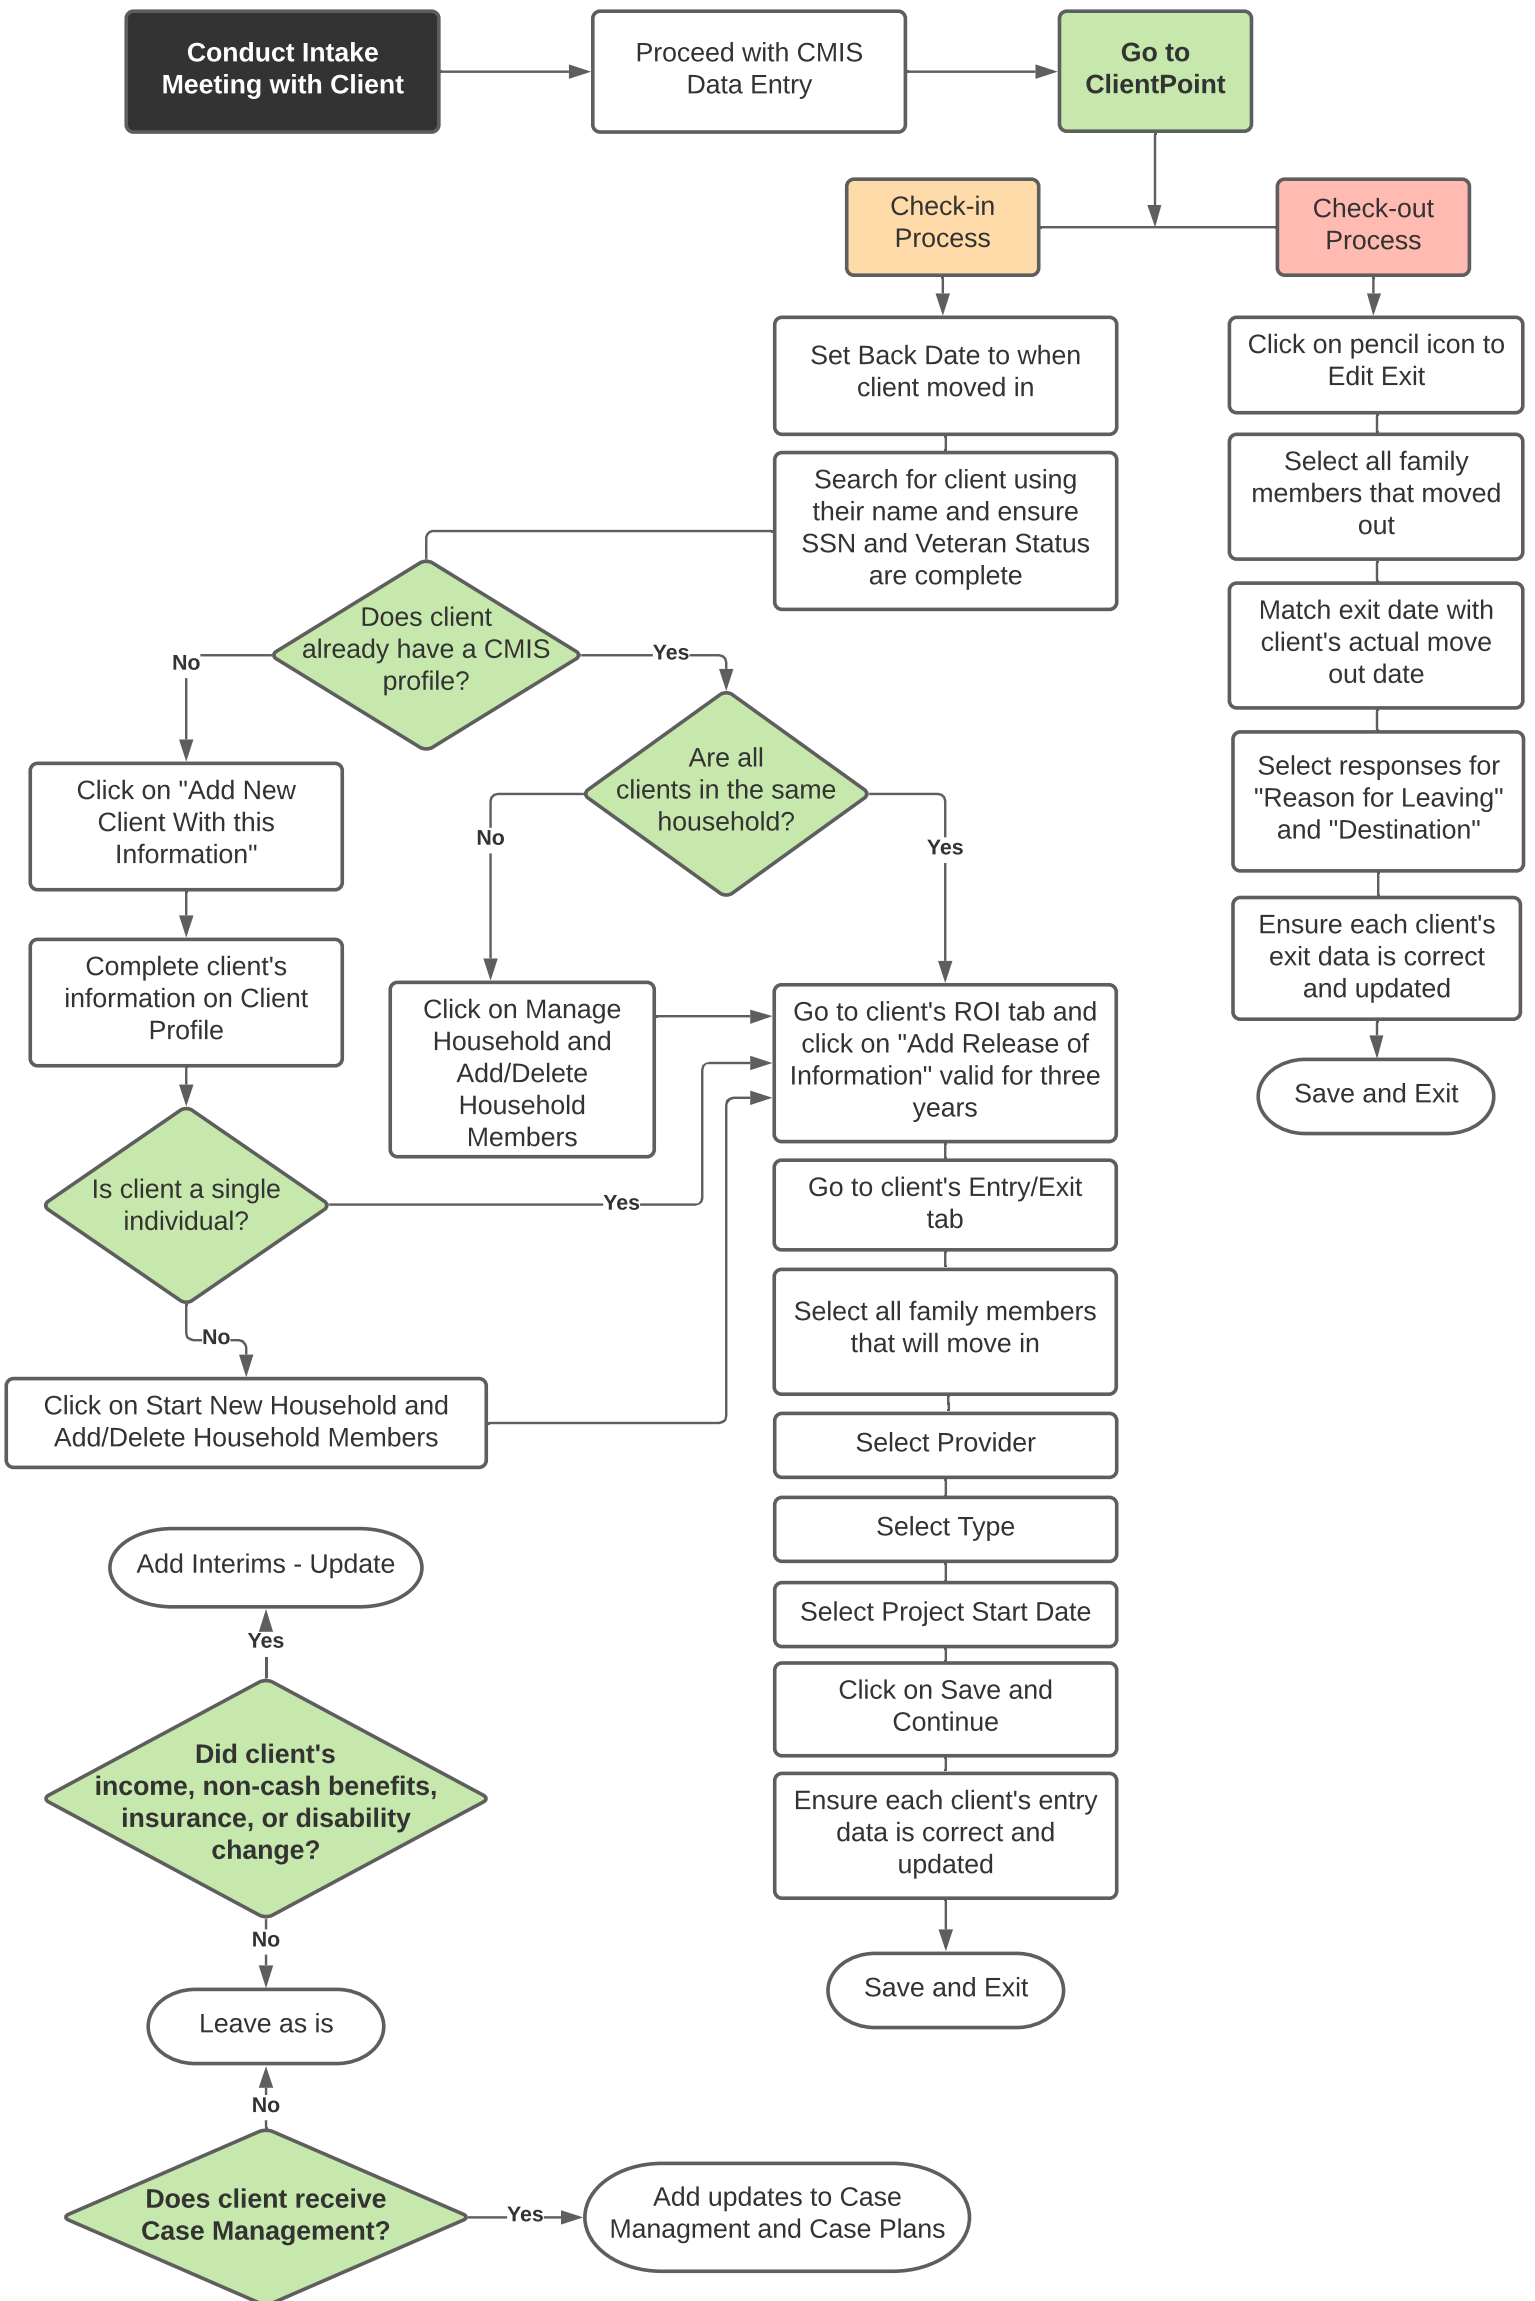 Conduct Intake
Meeting with Client
Proceed with CMIS
Data Entry
Go to
ClientPoint
Check-in
Process
Check-out
Process
Set Back Date to when
client moved in
Search for client using
their name and ensure
SSN and Veteran Status
are complete
Does client
already have a CMIS
profile?
No
Yes
Click on "Add New
Client With this
Information"
Complete client's
information on Client
Profile
Is client a single
individual?
Yes
No
Click on Start New Household and
Add/Delete Household Members
Are all
clients in the same
household?
No
Yes
Click on Manage
Household and
Add/Delete
Household
Members
Go to client's ROI tab and
click on "Add Release of
Information" valid for three
years
Go to client's Entry/Exit
tab
Select all family members
that will move in
Select Provider
Select Type
Select Project Start Date
Click on Save and
Continue
Ensure each client's entry
data is correct and
updated
Save and Exit
Click on pencil icon to
Edit Exit
Select all family
members that moved
out
Match exit date with
client's actual move
out date
Select responses for
"Reason for Leaving"
and "Destination"
Ensure each client's
exit data is correct
and updated
Save and Exit
Add Interims - Update
Yes
Did client's
income, non-cash benefits,
insurance, or disability
change?
No
Leave as is
No
Does client receive
Case Management?
Yes
Add updates to Case
Managment and Case Plans